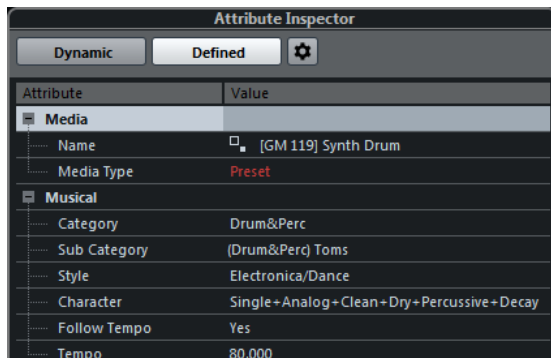 Attribute Inspector
Dynamic Defined
Attribute Value
Media
Name [GM 119] Synth Drum
Media Type Preset
Musical
Category Drum&Perc
Sub Category (Drum&Perc) Toms
Style Electronica/Dance
Character Single+Analog+Clean+Dry+Percussive+Decay
Follow Tempo Yes
Tempo 80.000